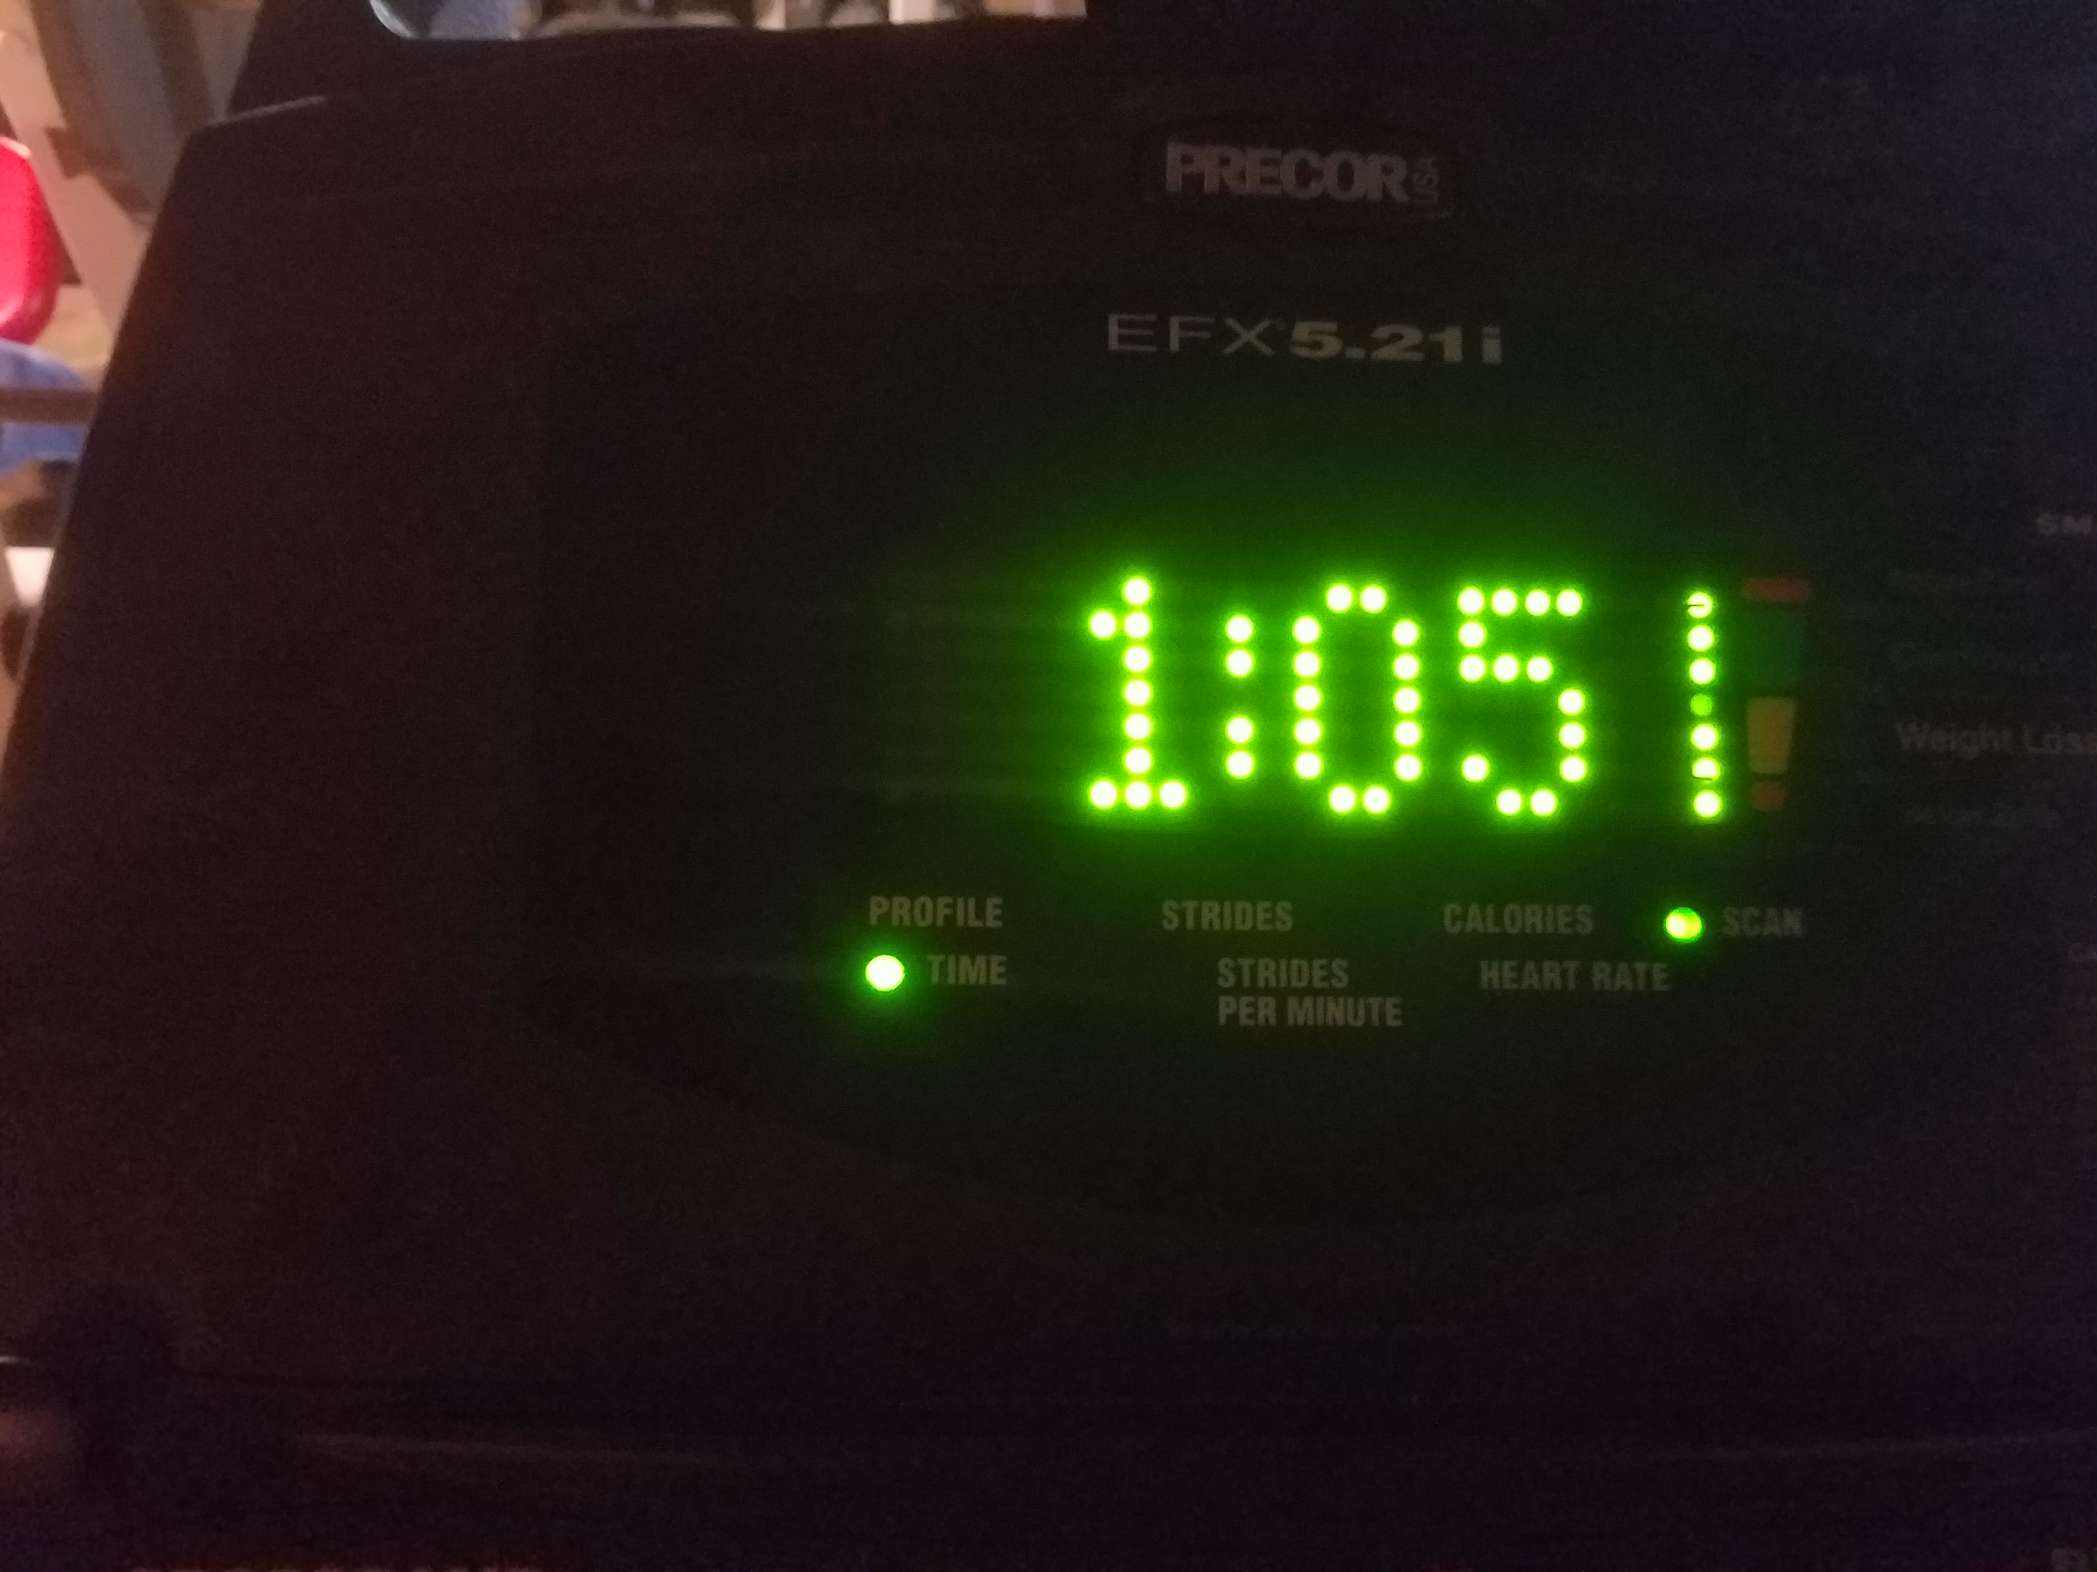 PRECOR USA
EFX 5.21i
1:05
Weight Loss
PROFILE STRIDES CALORIES SCAN
TIME STRIDES PER MINUTE HEART RATE